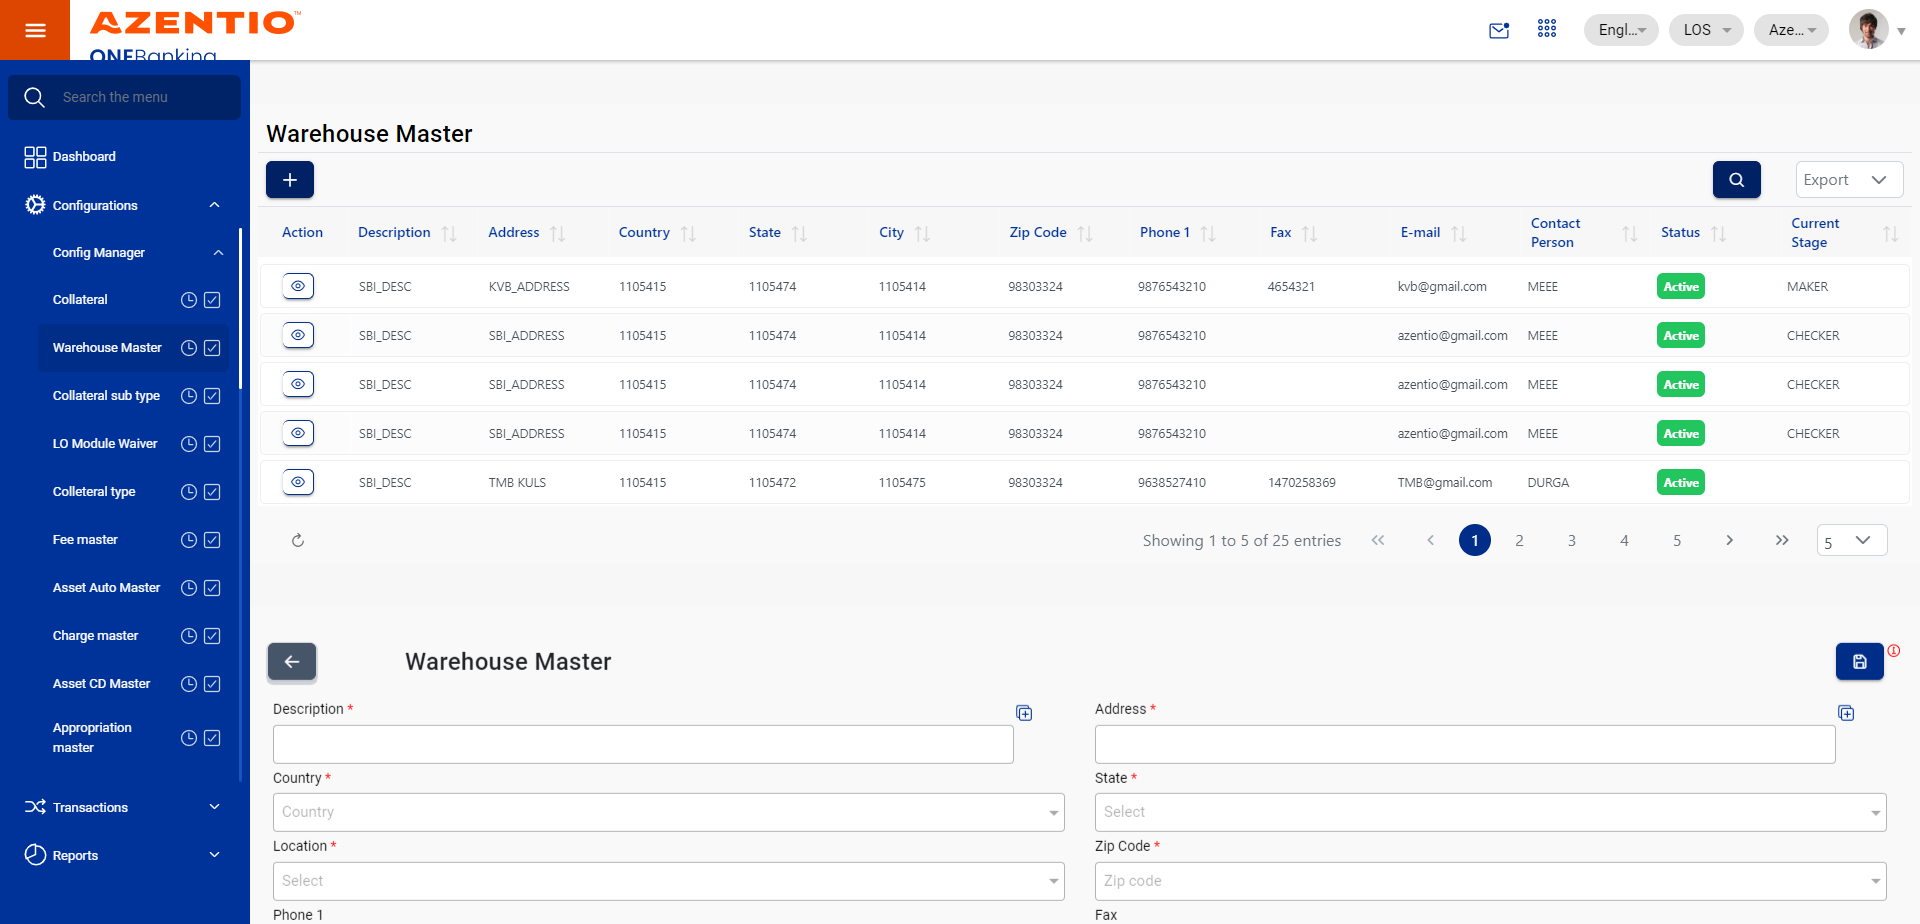 AZENTIO™
ONEBanking
Engl...
LOS
Aze...
Search the menu
Dashboard
Configurations
Config Manager
Collateral
Warehouse Master
Collateral sub type
LO Module Waiver
Colleteral type
Fee master
Asset Auto Master
Charge master
Asset CD Master
Appropriation
master
Transactions
Reports
Warehouse Master
Export
Action Description Address Country State City Zip Code Phone 1 Fax E-mail Contact Person Status Current Stage
SBI_DESC KVB_ADDRESS 1105415 1105474 1105414 98303324 9876543210 4654321 kvb@gmail.com MEEE Active MAKER
SBI_DESC SBI_ADDRESS 1105415 1105474 1105414 98303324 9876543210 azentio@gmail.com MEEE Active CHECKER
SBI_DESC SBI_ADDRESS 1105415 1105474 1105414 98303324 9876543210 azentio@gmail.com MEEE Active CHECKER
SBI_DESC SBI_ADDRESS 1105415 1105474 1105414 98303324 9876543210 azentio@gmail.com MEEE Active CHECKER
SBI_DESC TMB KULS 1105415 1105472 1105475 98303324 9638527410 1470258369 TMB@gmail.com DURGA Active
Showing 1 to 5 of 25 entries 1 2 3 4 5 5
Warehouse Master
Description * Address *
Country * State *
Country Select
Location * Zip Code *
Select Zip code
Phone 1 Fax